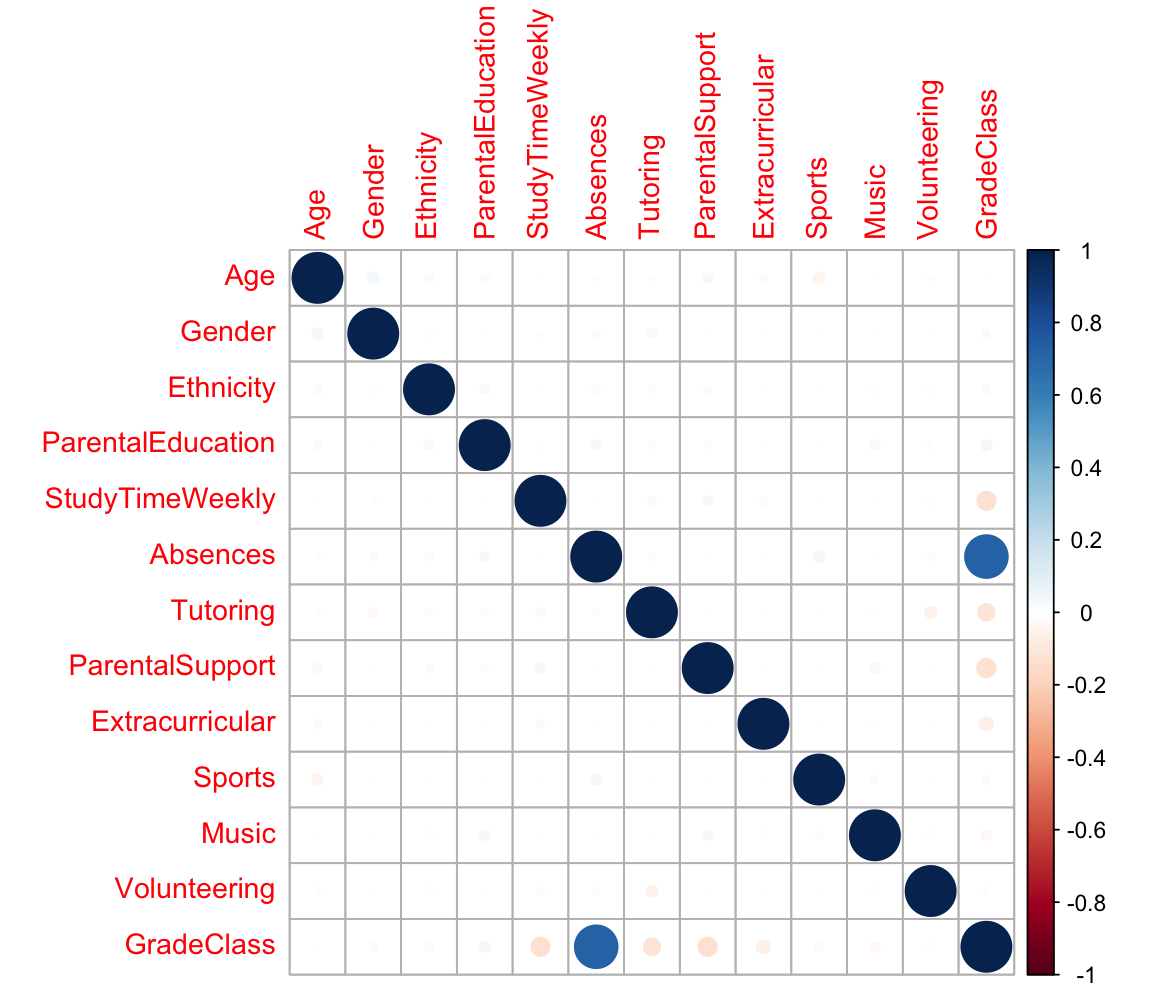 Age
Gender
Ethnicity
ParentalEducation
StudyTimeWeekly
Absences
Tutoring
ParentalSupport
Extracurricular
Sports
Music
Volunteering
GradeClass
Age
Gender
Ethnicity
ParentalEducation
StudyTimeWeekly
Absences
Tutoring
ParentalSupport
Extracurricular
Sports
Music
Volunteering
GradeClass
1
0.8
0.6
0.4
0.2
0
-0.2
-0.4
-0.6
-0.8
-1